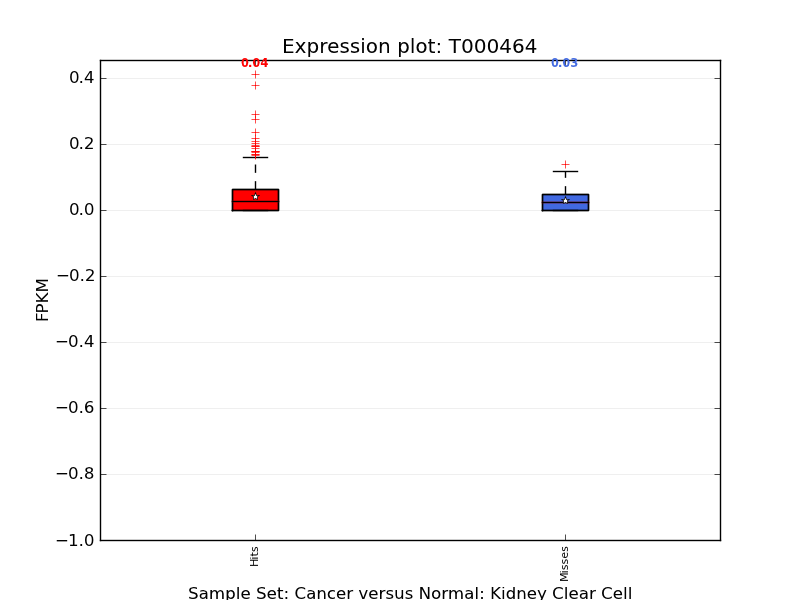 Expression plot: T000464
0.04
0.03
0.4
0.2
0.0
−0.2
−0.4
−0.6
−0.8
−1.0
FPKM
Hits
Misses
Sample Set: Cancer versus Normal: Kidney Clear Cell